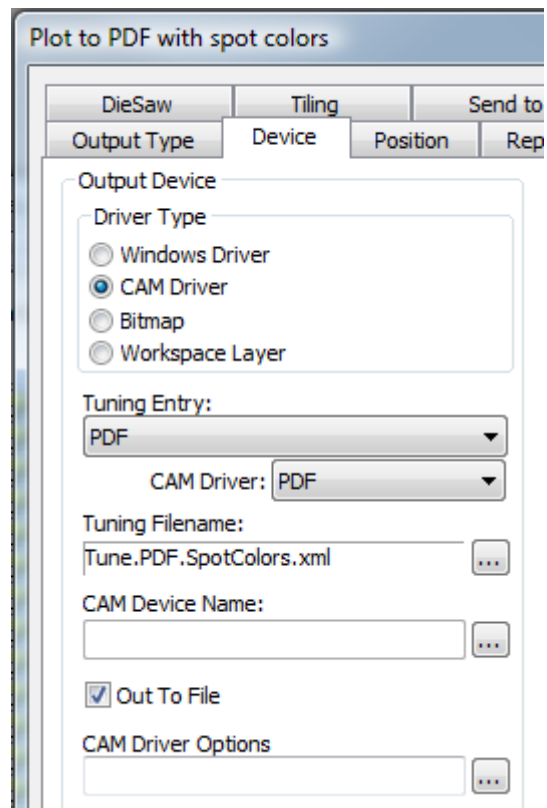 Plot to PDF with spot colors
DieSaw Tiling Send to
Output Type Device Position Rep
Output Device
Driver Type
Windows Driver
CAM Driver
Bitmap
Workspace Layer
Tuning Entry:
PDF
CAM Driver: PDF
Tuning Filename:
Tune.PDF.SpotColors.xml
...
CAM Device Name:
...
Out To File
CAM Driver Options
...